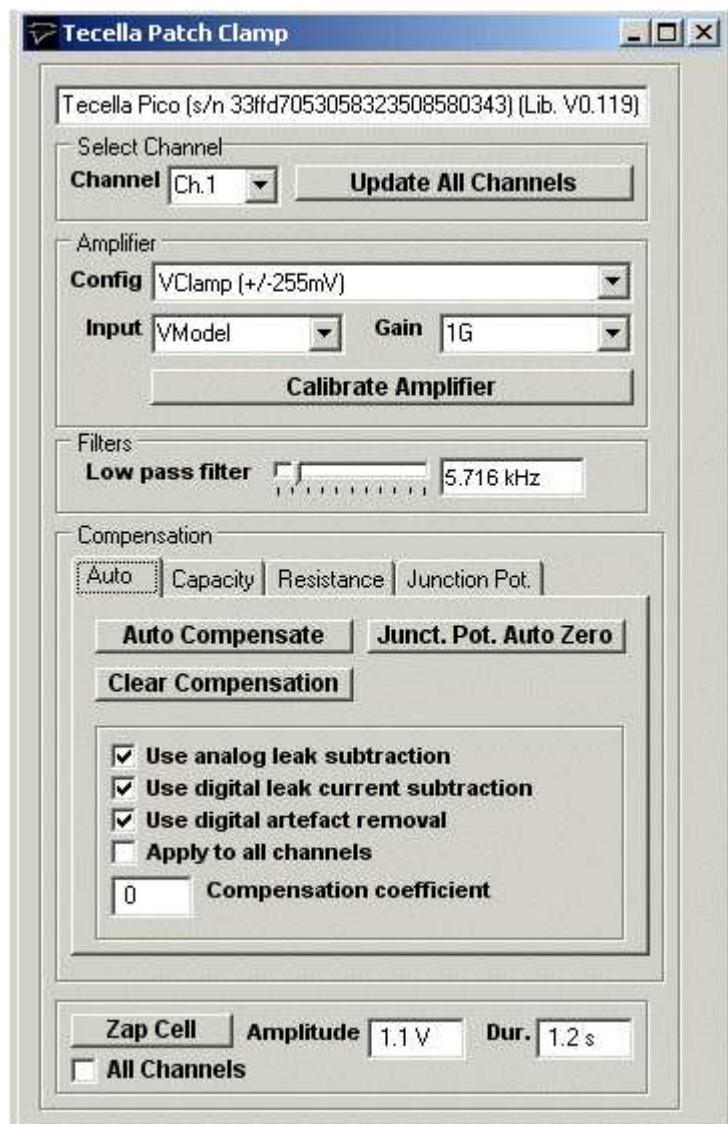 Tecella Patch Clamp
Tecella Pico (s/n 33ffd7053058323508580343) (Lib. V0.119)
Select Channel
Channel Ch.1 Update All Channels
Amplifier
Config VClamp (+/-255mV)
Input VModel Gain 1G
Calibrate Amplifier
Filters
Low pass filter 5.716 kHz
Compensation
Auto Capacity Resistance Junction Pot.
Auto Compensate Junct. Pot. Auto Zero
Clear Compensation
Use analog leak subtraction
Use digital leak current subtraction
Use digital artefact removal
Apply to all channels
0 Compensation coefficient
Zap Cell Amplitude 1.1 V Dur. 1.2 s
All Channels